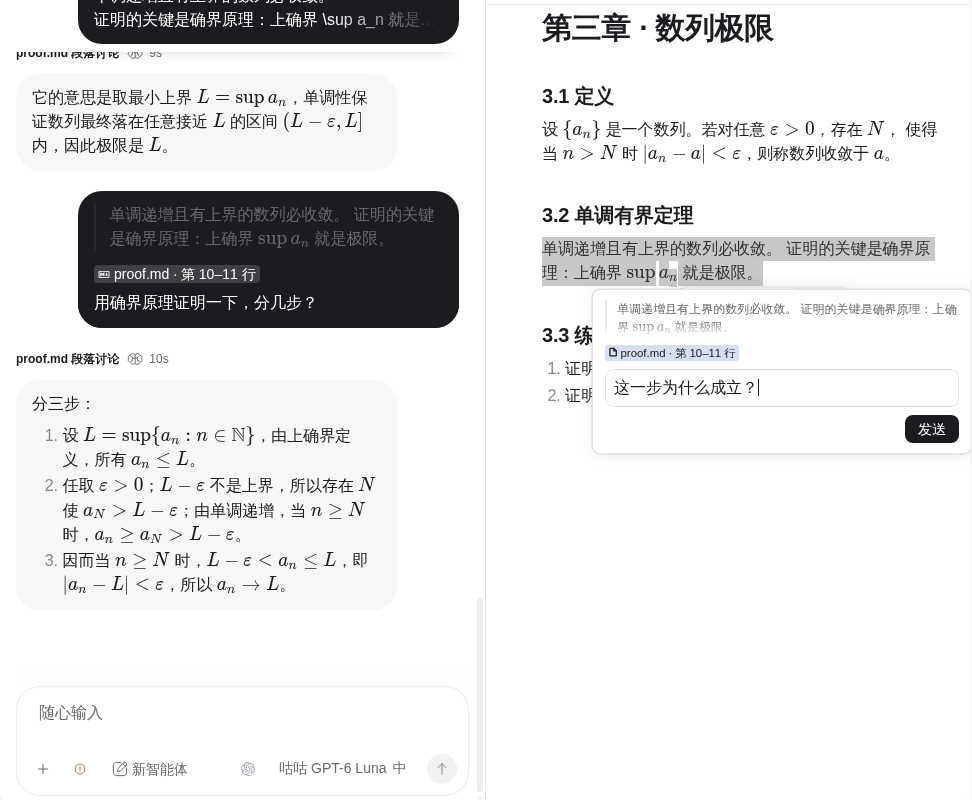 证明的关键是确界原理：上确界 \sup a_n 就是…
proof.md 段落讨论 9s
它的意思是取最小上界 L = sup aₙ，单调性保
证数列最终落在任意接近 L 的区间 (L − ε, L]
内，因此极限是 L。
单调递增且有上界的数列必收敛。 证明的关键
是确界原理：上确界 sup aₙ 就是极限。
proof.md · 第 10–11 行
用确界原理证明一下，分几步？
proof.md 段落讨论 10s
分三步：
1. 设 L = sup{aₙ : n ∈ ℕ}，由上确界定
义，所有 aₙ ≤ L。
2. 任取 ε > 0；L − ε 不是上界，所以存在 N
使 a_N > L − ε；由单调递增，当 n ≥ N
时，aₙ ≥ a_N > L − ε。
3. 因而当 n ≥ N 时，L − ε < aₙ ≤ L，即
|aₙ − L| < ε，所以 aₙ → L。
随心输入
新智能体 咕咕 GPT-6 Luna 中
第三章 · 数列极限
3.1 定义
设 {aₙ} 是一个数列。若对任意 ε > 0，存在 N， 使得
当 n > N 时 |aₙ − a| < ε，则称数列收敛于 a。
3.2 单调有界定理
单调递增且有上界的数列必收敛。 证明的关键是确界原
理：上确界 sup aₙ 就是极限。
3.3 练
1. 证明
2. 证明
单调递增且有上界的数列必收敛。 证明的关键是确界原理：上确
界 sup aₙ 就是极限。
proof.md · 第 10–11 行
这一步为什么成立？
发送